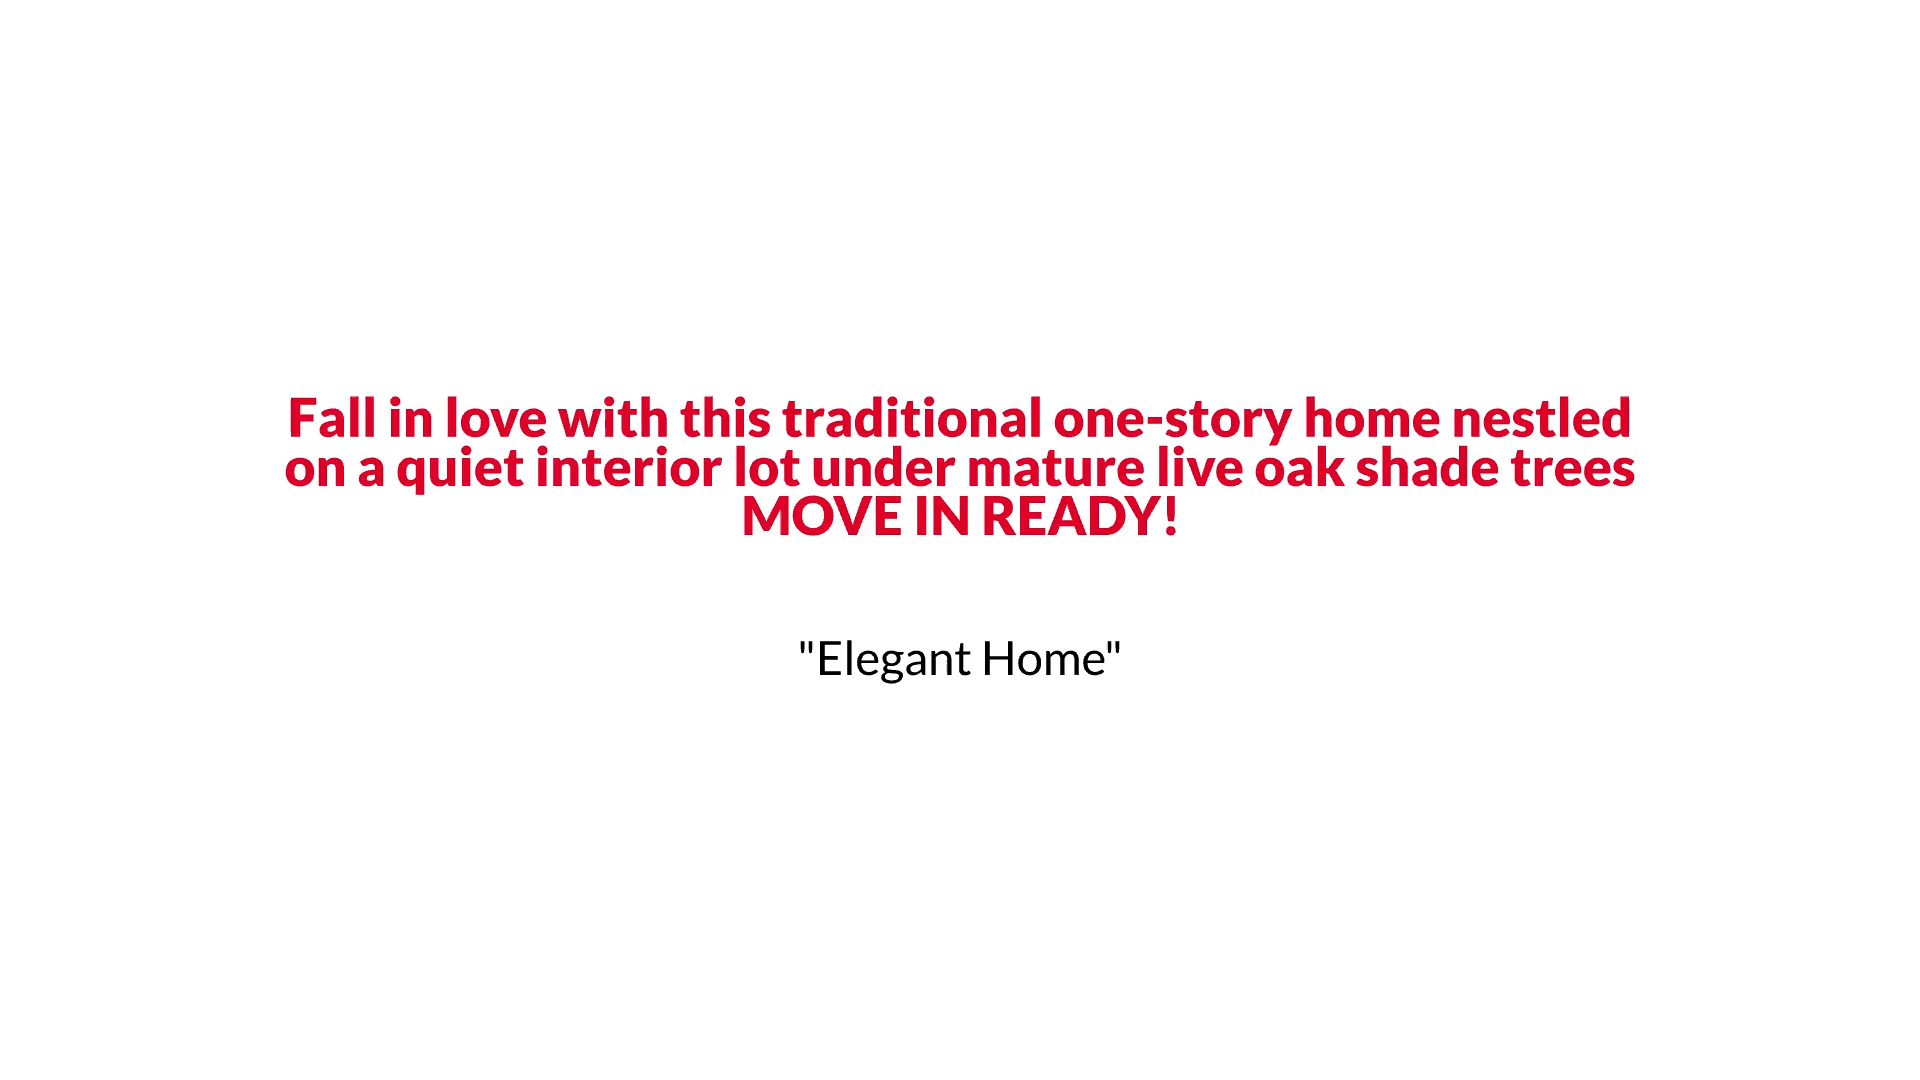 Fall in love with this traditional one-story home nestled
on a quiet interior lot under mature live oak shade trees
MOVE IN READY!
"Elegant Home"